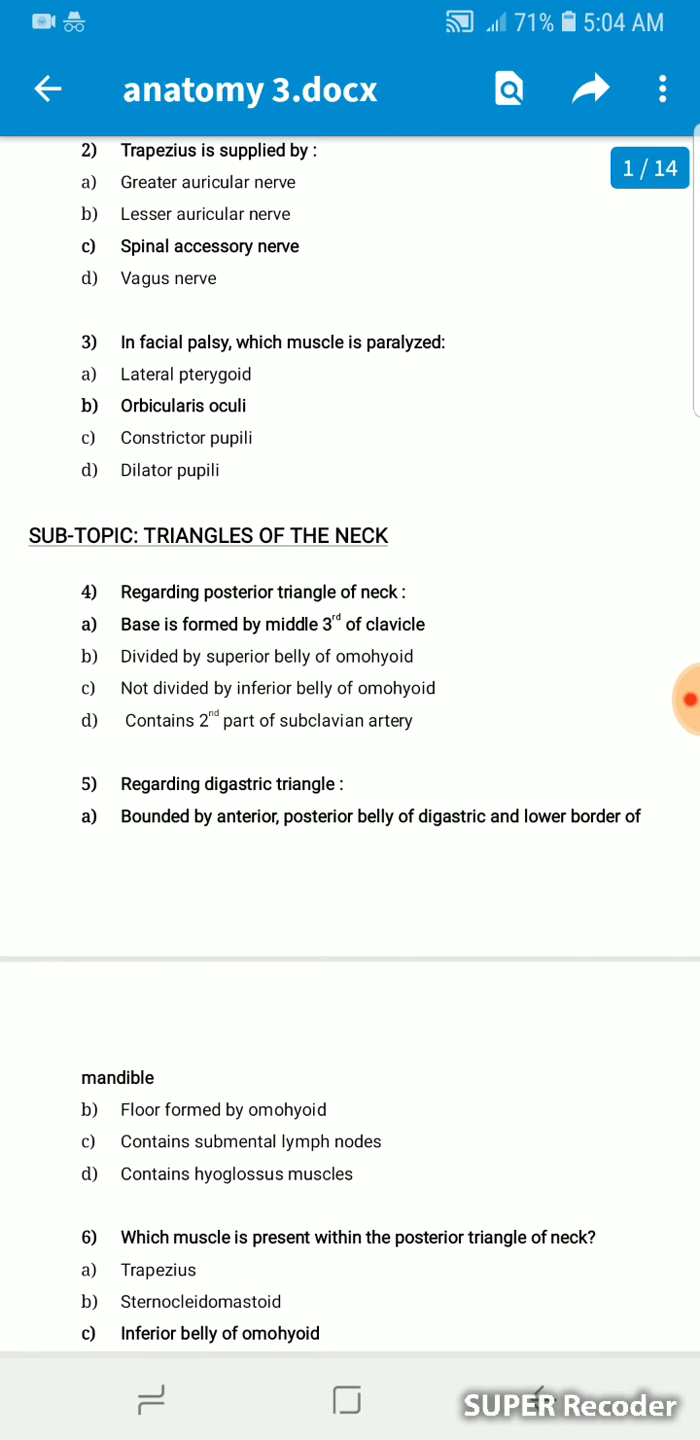 71% 5:04 AM
anatomy 3.docx
2) Trapezius is supplied by :
1 / 14
a) Greater auricular nerve
b) Lesser auricular nerve
c) Spinal accessory nerve
d) Vagus nerve
3) In facial palsy, which muscle is paralyzed:
a) Lateral pterygoid
b) Orbicularis oculi
c) Constrictor pupili
d) Dilator pupili
SUB-TOPIC: TRIANGLES OF THE NECK
4) Regarding posterior triangle of neck :
a) Base is formed by middle 3rd of clavicle
b) Divided by superior belly of omohyoid
c) Not divided by inferior belly of omohyoid
d) Contains 2nd part of subclavian artery
5) Regarding digastric triangle :
a) Bounded by anterior, posterior belly of digastric and lower border of
mandible
b) Floor formed by omohyoid
c) Contains submental lymph nodes
d) Contains hyoglossus muscles
6) Which muscle is present within the posterior triangle of neck?
a) Trapezius
b) Sternocleidomastoid
c) Inferior belly of omohyoid
SUPER Recoder